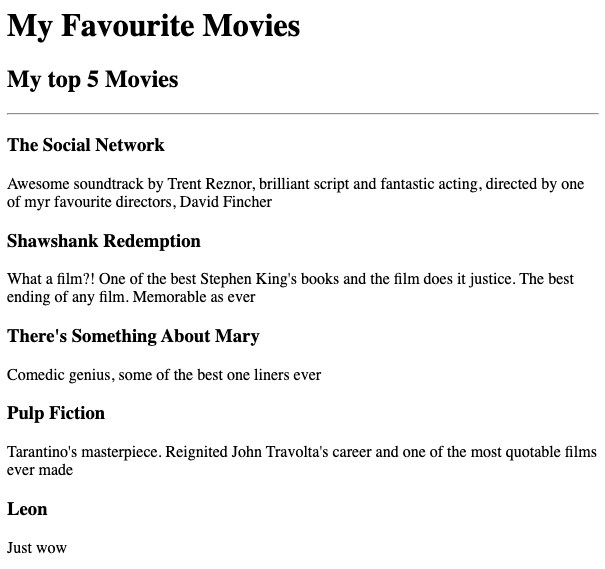 My Favourite Movies
My top 5 Movies
The Social Network
Awesome soundtrack by Trent Reznor, brilliant script and fantastic acting, directed by one
of myr favourite directors, David Fincher
Shawshank Redemption
What a film?! One of the best Stephen King's books and the film does it justice. The best
ending of any film. Memorable as ever
There's Something About Mary
Comedic genius, some of the best one liners ever
Pulp Fiction
Tarantino's masterpiece. Reignited John Travolta's career and one of the most quotable films
ever made
Leon
Just wow